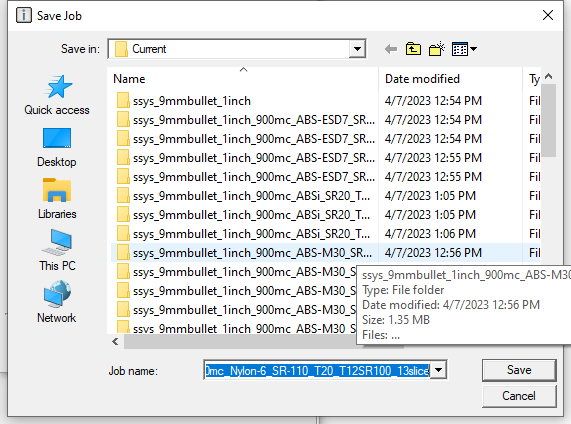 Save Job
Save in: Current
Name Date modified Ty
ssys_9mmbullet_1inch 4/7/2023 12:54 PM Fil
ssys_9mmbullet_1inch_900mc_ABS-ESD7_SR... 4/7/2023 12:54 PM Fil
ssys_9mmbullet_1inch_900mc_ABS-ESD7_SR... 4/7/2023 12:54 PM Fil
ssys_9mmbullet_1inch_900mc_ABS-ESD7_SR... 4/7/2023 12:55 PM Fil
ssys_9mmbullet_1inch_900mc_ABS-ESD7_SR... 4/7/2023 12:55 PM Fil
ssys_9mmbullet_1inch_900mc_ABSi_SR20_T... 4/7/2023 1:05 PM Fil
ssys_9mmbullet_1inch_900mc_ABSi_SR20_T... 4/7/2023 1:05 PM Fil
ssys_9mmbullet_1inch_900mc_ABSi_SR20_T... 4/7/2023 1:06 PM Fil
ssys_9mmbullet_1inch_900mc_ABS-M30_SR... 4/7/2023 12:56 PM Fil
ssys_9mmbullet_1inch_900mc_ABS-M30_S
ssys_9mmbullet_1inch_900mc_ABS-M30_S
ssys_9mmbullet_1inch_900mc_ABS-M30_S
ssys_9mmbullet_1inch_900mc_ABS-M30_S
ssys_9mmbullet_1inch_900mc_ABS-M30
Type: File folder
Date modified: 4/7/2023 12:56 PM
Size: 1.35 MB
Files: ...
Quick access
Desktop
Libraries
This PC
Network
Job name: 0mc_Nylon-6_SR-110_T20_T12SR100_13slice
Save
Cancel